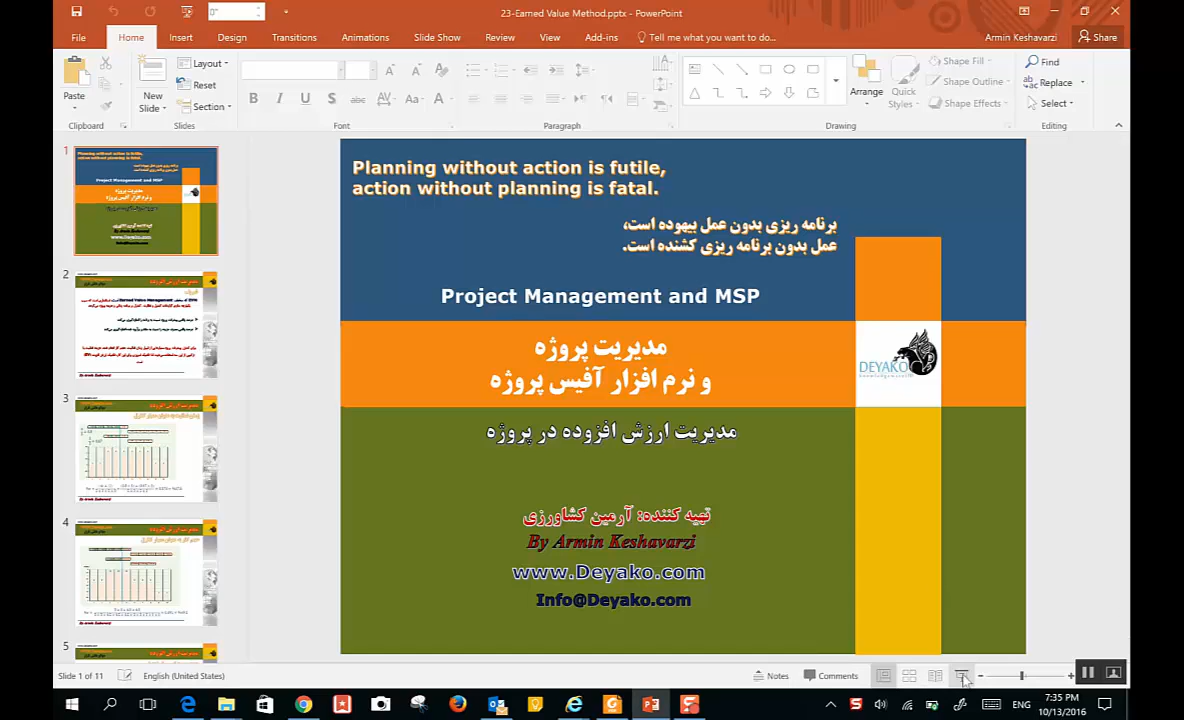 23-Earned Value Method.pptx - PowerPoint
File Home Insert Design Transitions Animations Slide Show Review View Add-ins Tell me what you want to do... Armin Keshavarzi Share
Paste
Clipboard
New Slide
Layout
Reset
Section
Slides
Font
Paragraph
Arrange
Quick Styles
Shape Fill
Shape Outline
Shape Effects
Drawing
Find
Replace
Select
Editing
1
2
3
4
5
Planning without action is futile,
action without planning is fatal.
برنامه ریزی بدون عمل بیهوده است،
عمل بدون برنامه ریزی کشنده است.
Project Management and MSP
مدیریت پروژه
و نرم افزار آفیس پروژه
DEYAKO
مدیریت ارزش افزوده در پروژه
تهیه کننده: آرمین کشاورزی
By Armin Keshavarzi
www.Deyako.com
Info@Deyako.com
Slide 1 of 11 English (United States) Notes Comments
ENG 7:35 PM
10/13/2016